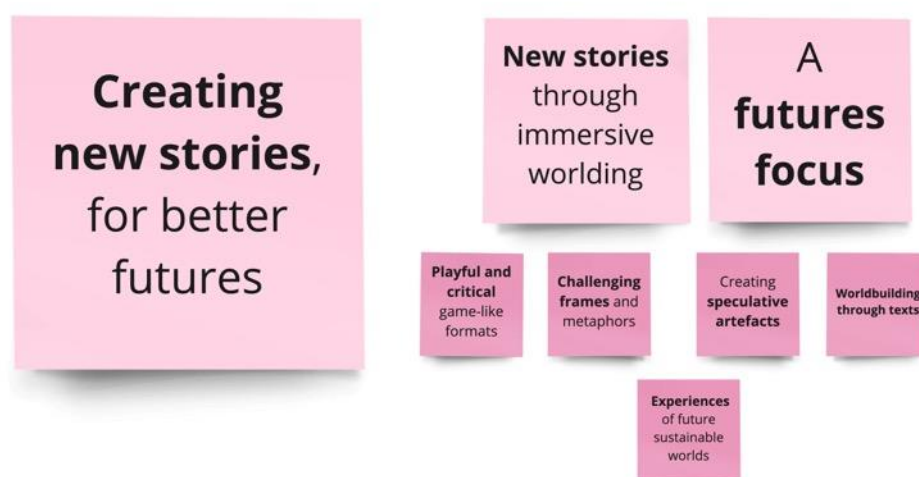 Creating
new stories,
for better
futures
New stories
through
immersive
worlding
A
futures
focus
Playful and
critical
game-like
formats
Challenging
frames and
metaphors
Creating
speculative
artefacts
Worldbuilding
through texts
Experiences
of future
sustainable
worlds